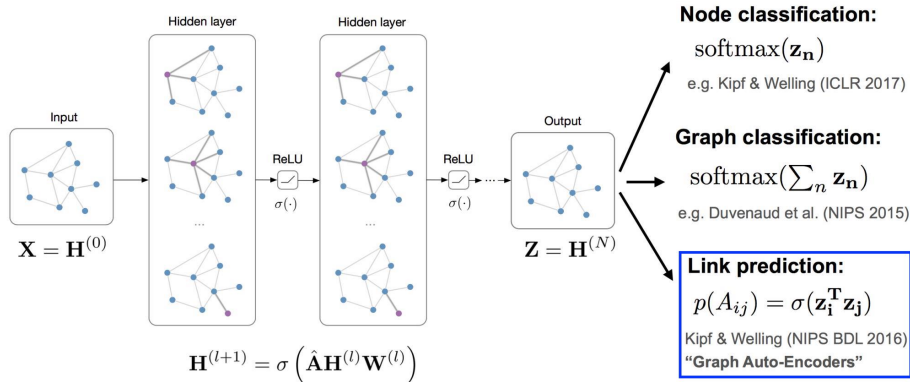 Input
X = H^(0)
Hidden layer
...
ReLU
σ(·)
Hidden layer
...
ReLU
σ(·)
...
Output
Z = H^(N)
H^(l+1) = σ(ÂH^(l)W^(l))
Node classification:
softmax(z_n)
e.g. Kipf & Welling (ICLR 2017)
Graph classification:
softmax(∑_n z_n)
e.g. Duvenaud et al. (NIPS 2015)
Link prediction:
p(A_ij) = σ(z_i^T z_j)
Kipf & Welling (NIPS BDL 2016)
“Graph Auto-Encoders”